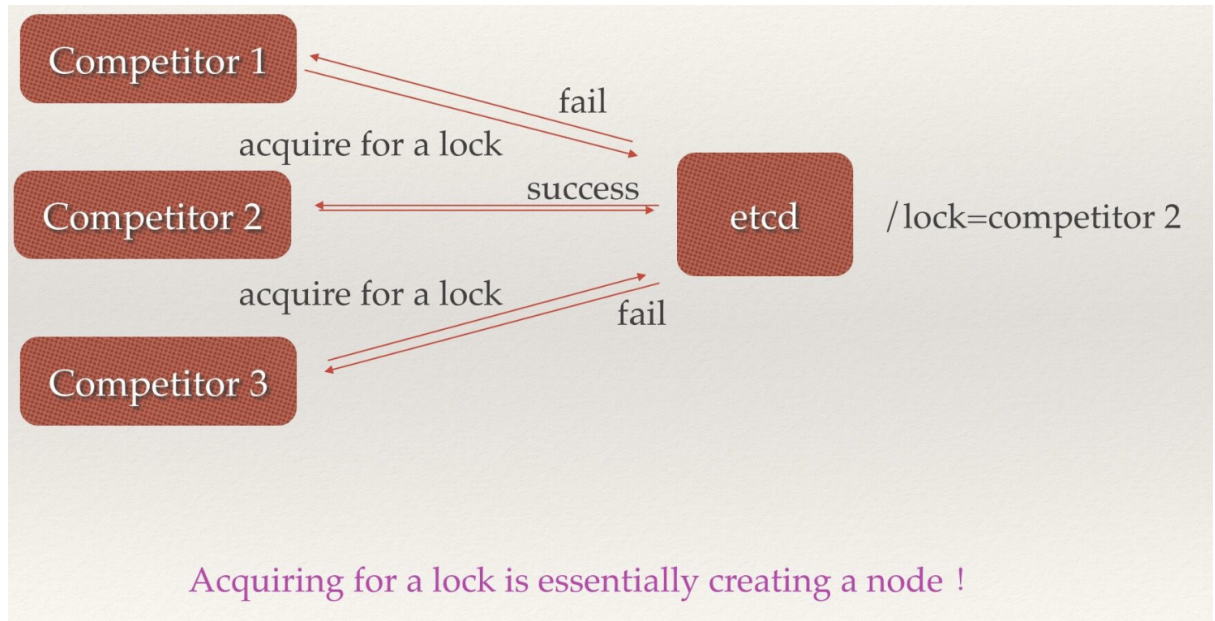 Competitor 1
fail
acquire for a lock
success
Competitor 2
etcd
/lock=competitor 2
acquire for a lock
fail
Competitor 3
Acquiring for a lock is essentially creating a node！